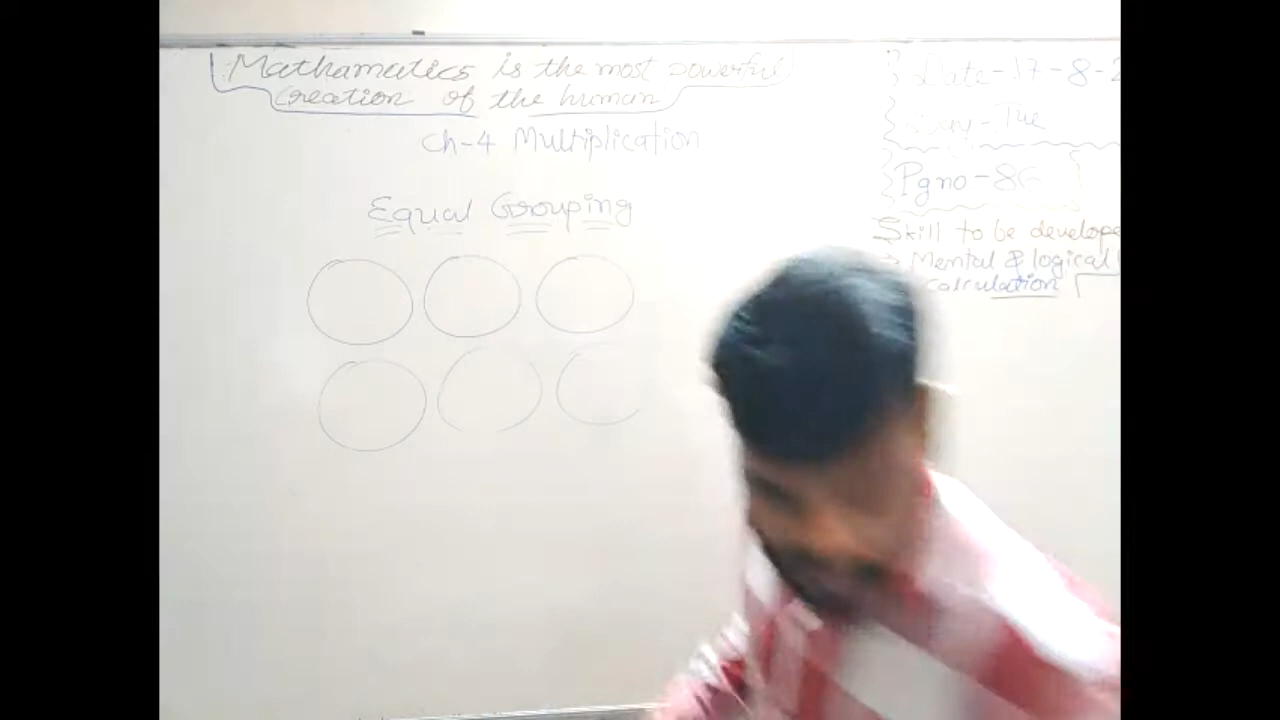 Mathamatics is the most powerful
creation of the human
Ch-4 Multiplication
Equal Grouping
Date-17-8-2
Day-Tue
Pg no-86
Skill to be develope
Mental & logical
calculation